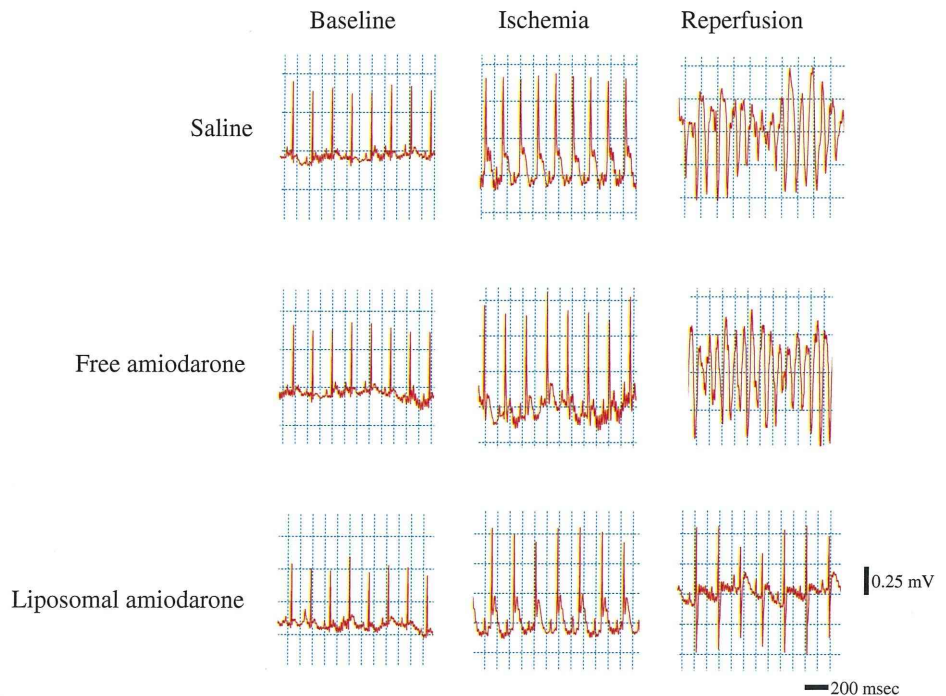 Baseline Ischemia Reperfusion
Saline
Free amiodarone
Liposomal amiodarone
0.25 mV
200 msec